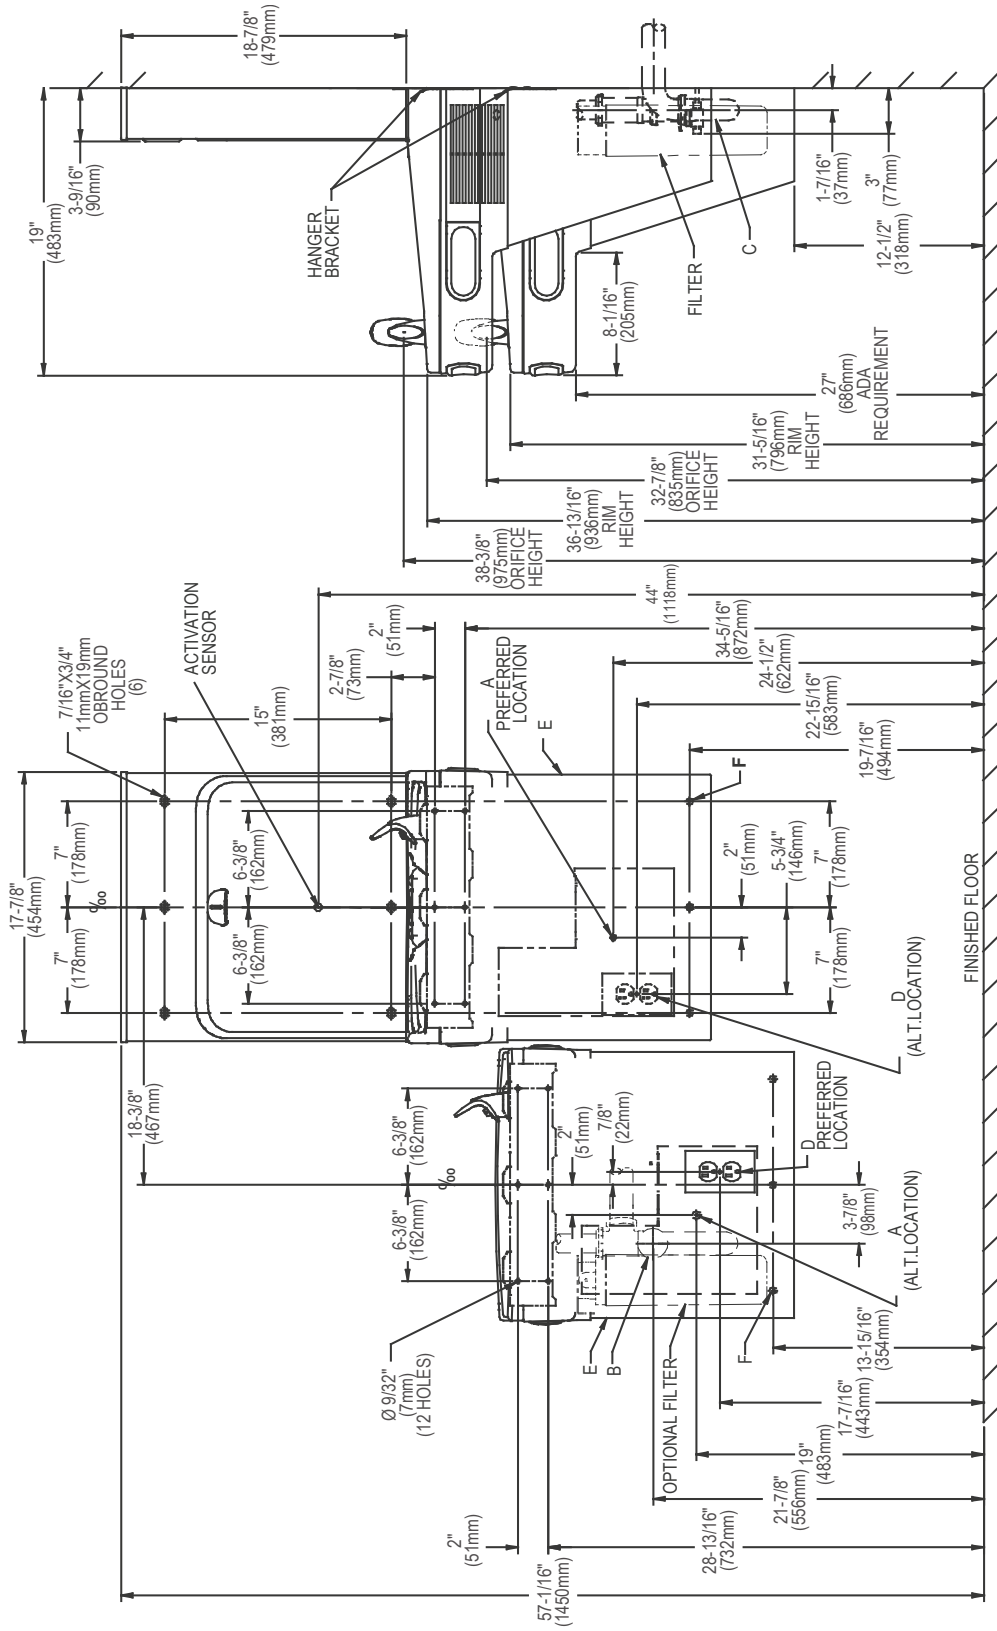 57-1/16"
(1450mm)
2"
(51mm)
28-13/16"
(732mm)
21-7/8"
(556mm)
19"
(483mm)
17-7/16"
(443mm)
13-15/16"
(354mm)
Ø 9/32"
(7mm)
(12 HOLES)
OPTIONAL FILTER
E
B
F
6-3/8"
(162mm)
6-3/8"
(162mm)
18-3/8"
(467mm)
2"
(51mm)
7/8"
(22mm)
D
PREFERRED
LOCATION
3-7/8"
(98mm)
A
(ALT.LOCATION)
D
(ALT.LOCATION)
FINISHED FLOOR
17-7/8"
(454mm)
7"
(178mm)
7"
(178mm)
‰
‰
6-3/8"
(162mm)
6-3/8"
(162mm)
7/16"X3/4"
11mmX19mm
OBROUND
HOLES
(6)
15"
(381mm)
ACTIVATION
SENSOR
2-7/8"
(73mm)
2"
(51mm)
A
PREFERRED
LOCATION
E
F
2"
(51mm)
5-3/4"
(146mm)
7"
(178mm)
7"
(178mm)
44"
(1118mm)
34-5/16"
(872mm)
24-1/2"
(622mm)
22-15/16"
(583mm)
19-7/16"
(494mm)
38-3/8"
(975mm)
ORIFICE
HEIGHT
36-13/16"
(936mm)
RIM
HEIGHT
32-7/8"
(835mm)
ORIFICE
HEIGHT
31-5/16"
(796mm)
RIM
HEIGHT
27"
(686mm)
ADA
REQUIREMENT
19"
(483mm)
3-9/16"
(90mm)
18-7/8"
(479mm)
HANGER
BRACKET
8-1/16"
(205mm)
FILTER
C
1-7/16"
(37mm)
3"
(77mm)
12-1/2"
(318mm)